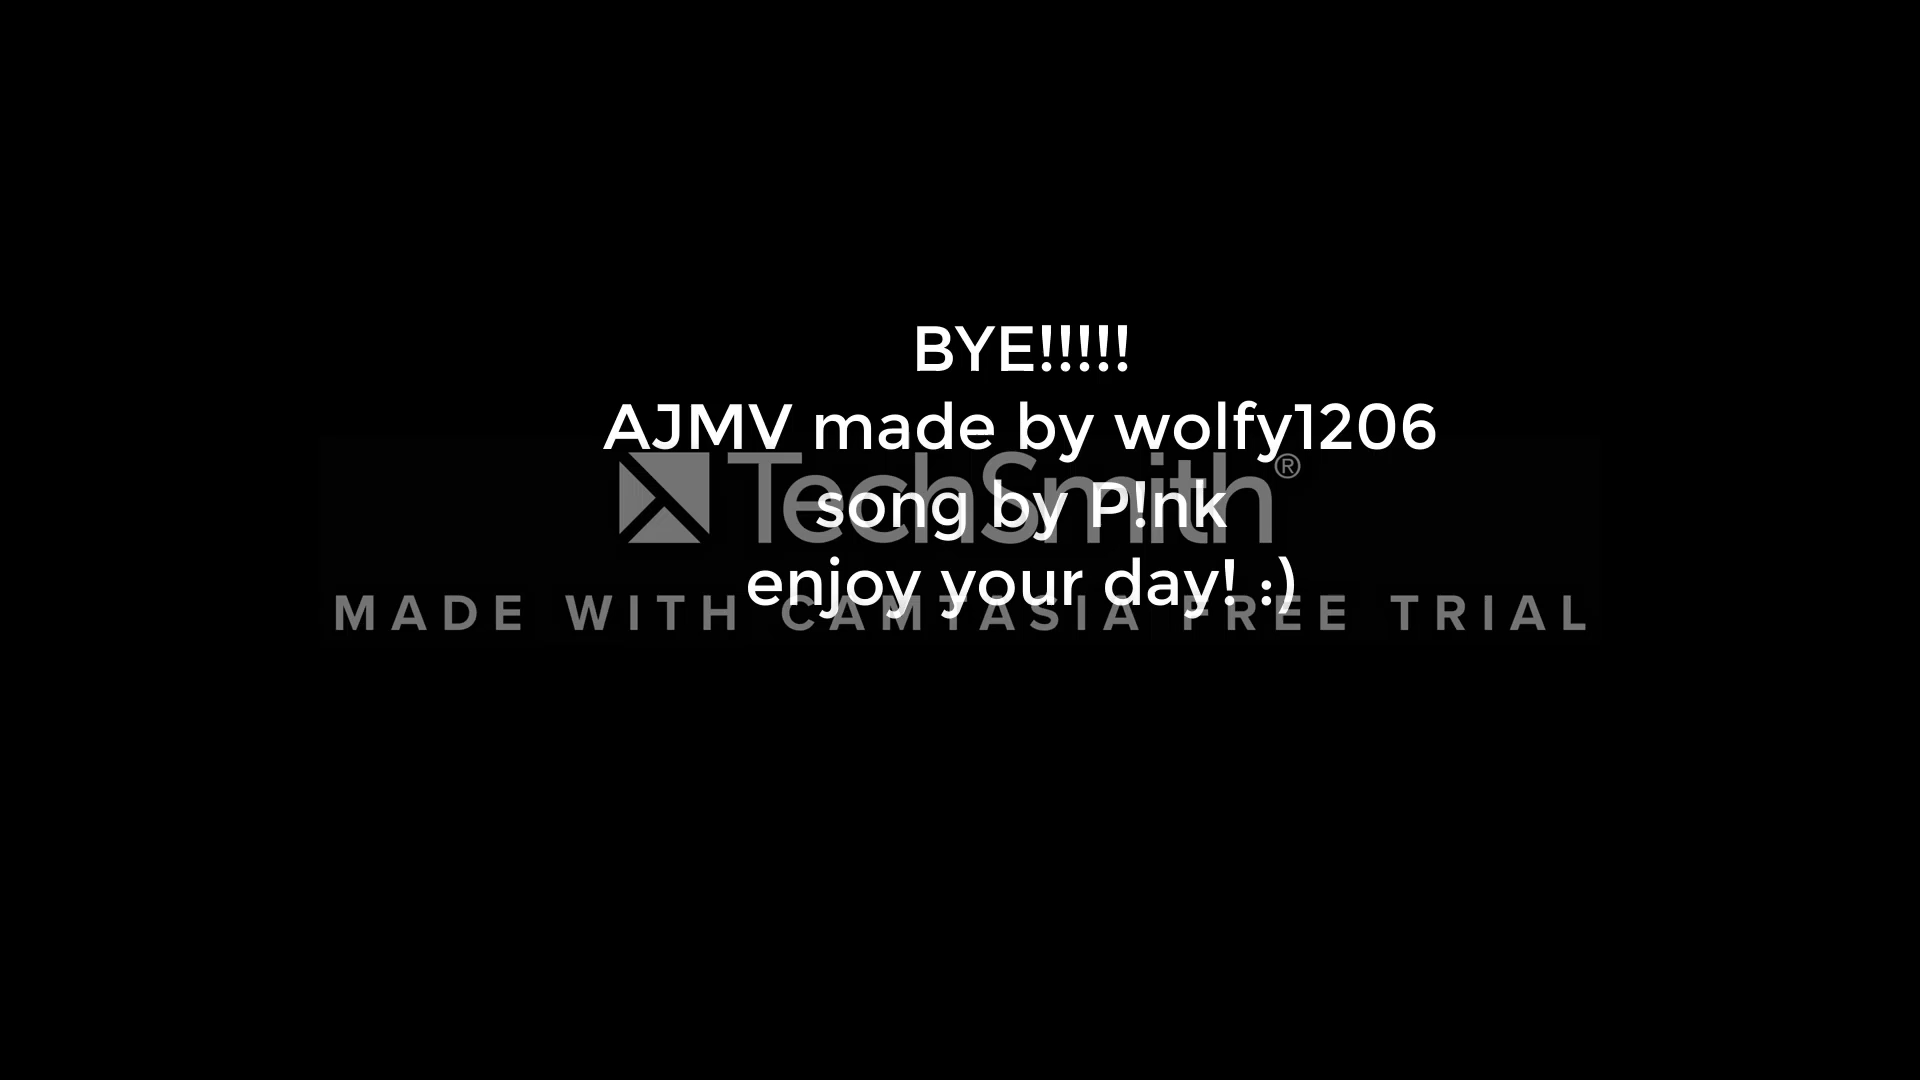 BYE!!!!!
AJMV made by wolfy1206
TechSmith®
song by P!nk
enjoy your day! :)
MADE WITH CAMTASIA FREE TRIAL